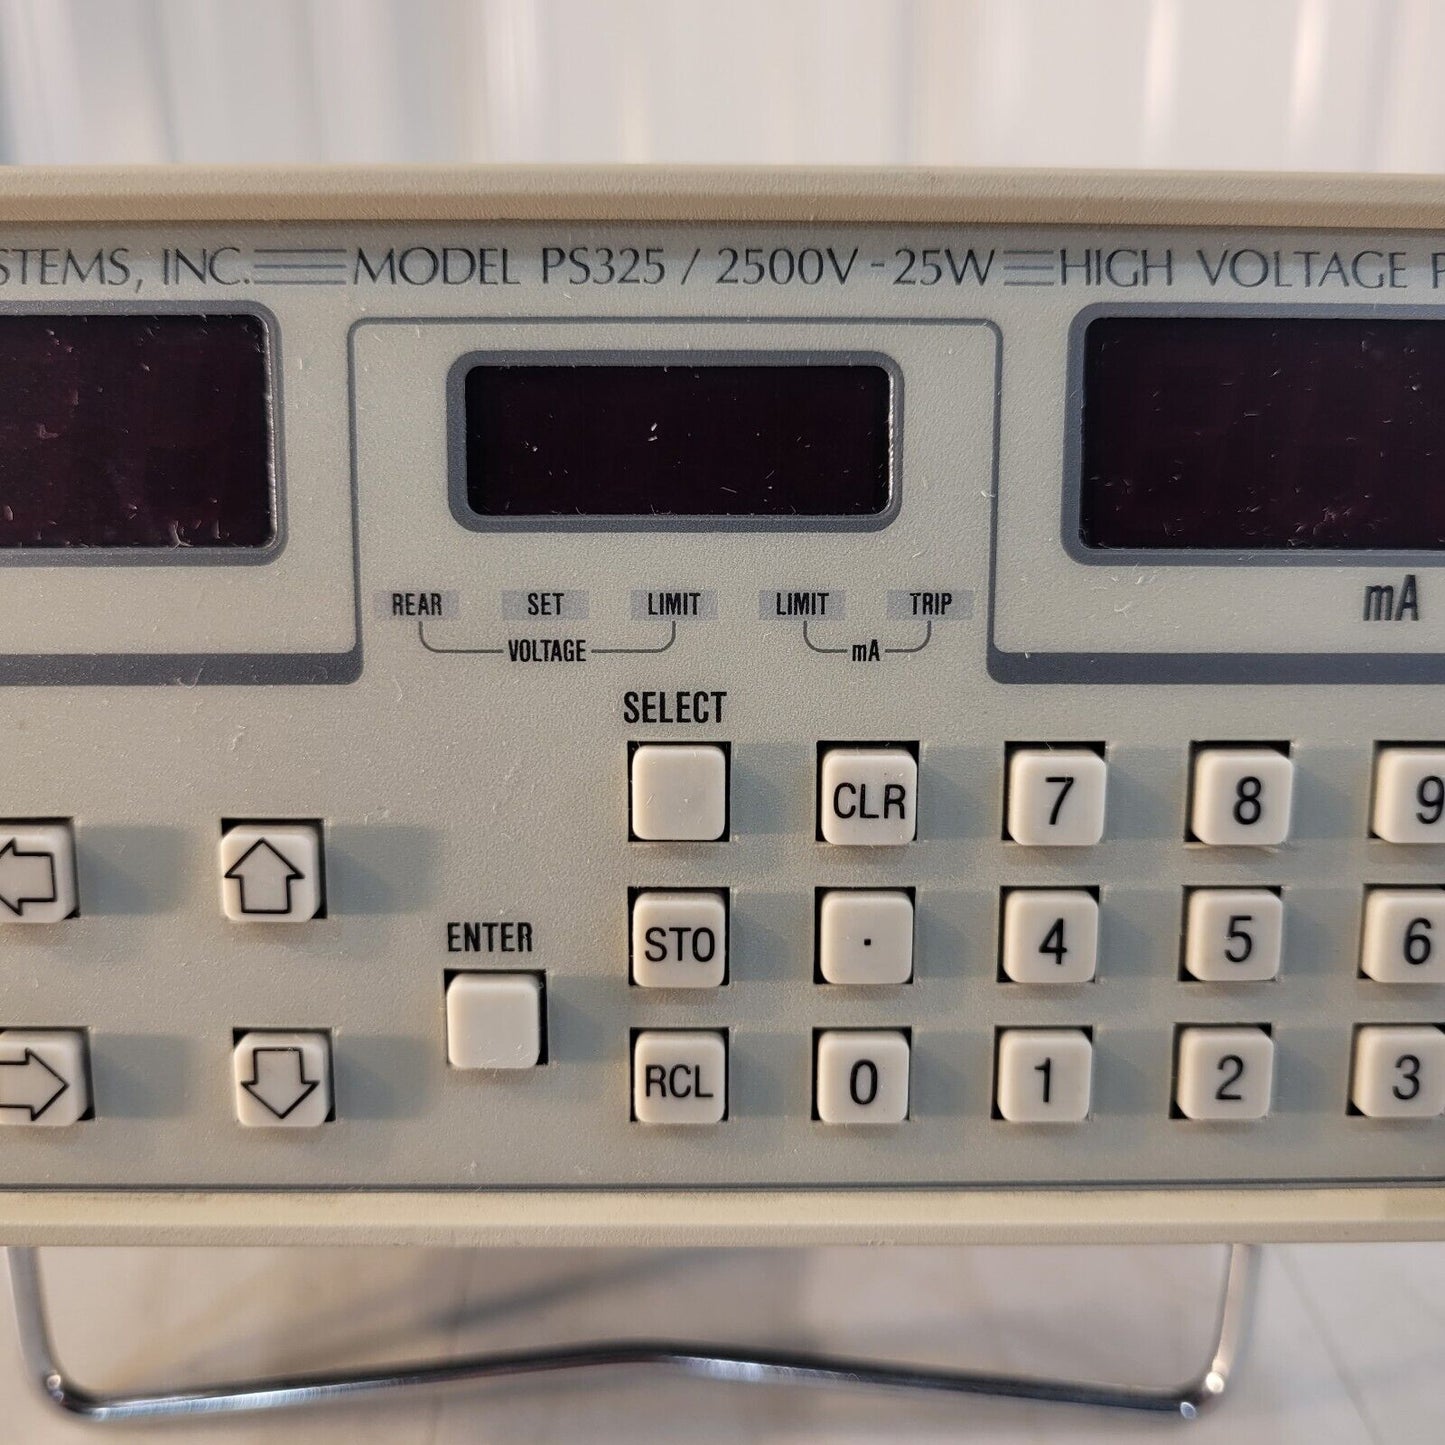 STEMS, INC. MODEL PS325 / 2500V - 25W HIGH VOLTAGE P
mA
REAR SET LIMIT LIMIT TRIP
VOLTAGE mA
SELECT
CLR 7 8 9
ENTER
STO . 4 5 6
RCL 0 1 2 3